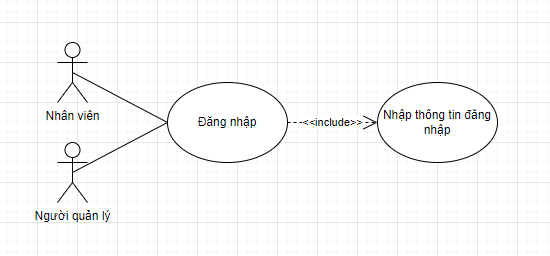 Nhân viên
Đăng nhập
<<include>>
Nhập thông tin đăng
nhập
Người quản lý